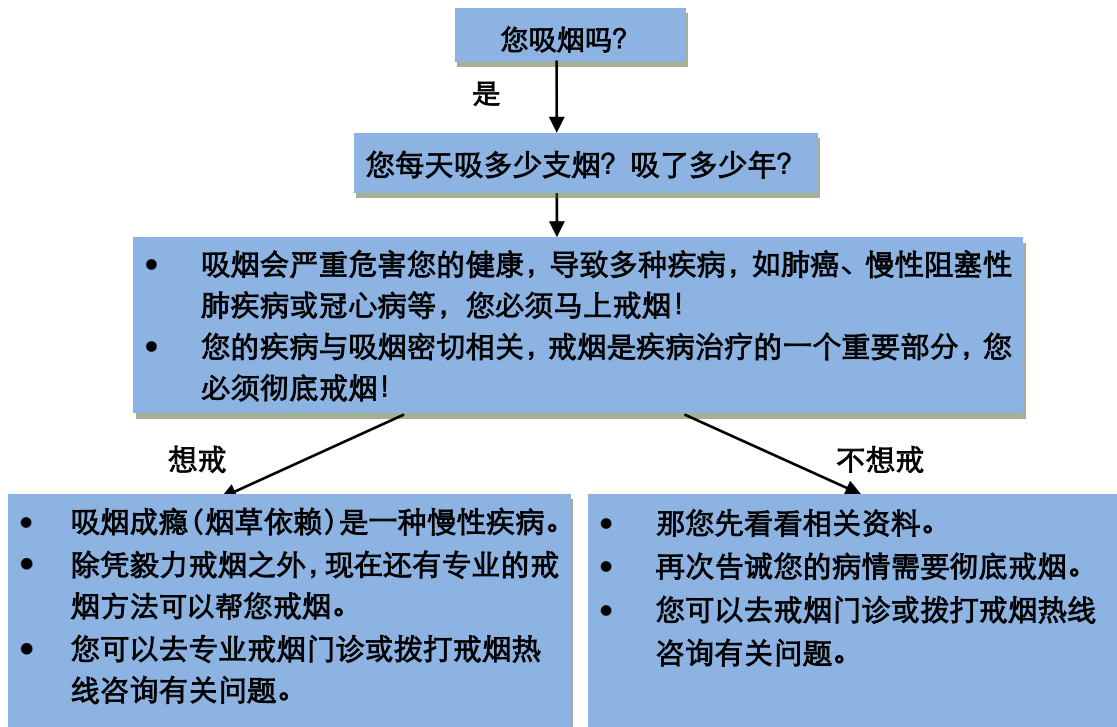 您吸烟吗？
是
您每天吸多少支烟？吸了多少年？
• 吸烟会严重危害您的健康，导致多种疾病，如肺癌、慢性阻塞性
肺疾病或冠心病等，您必须马上戒烟！
• 您的疾病与吸烟密切相关，戒烟是疾病治疗的一个重要部分，您
必须彻底戒烟！
想戒
不想戒
• 吸烟成瘾（烟草依赖）是一种慢性疾病。
• 除凭毅力戒烟之外，现在还有专业的戒
烟方法可以帮您戒烟。
• 您可以去专业戒烟门诊或拨打戒烟热
线咨询有关问题。
• 那您先看看相关资料。
• 再次告诫您的病情需要彻底戒烟。
• 您可以去戒烟门诊或拨打戒烟热线
咨询有关问题。